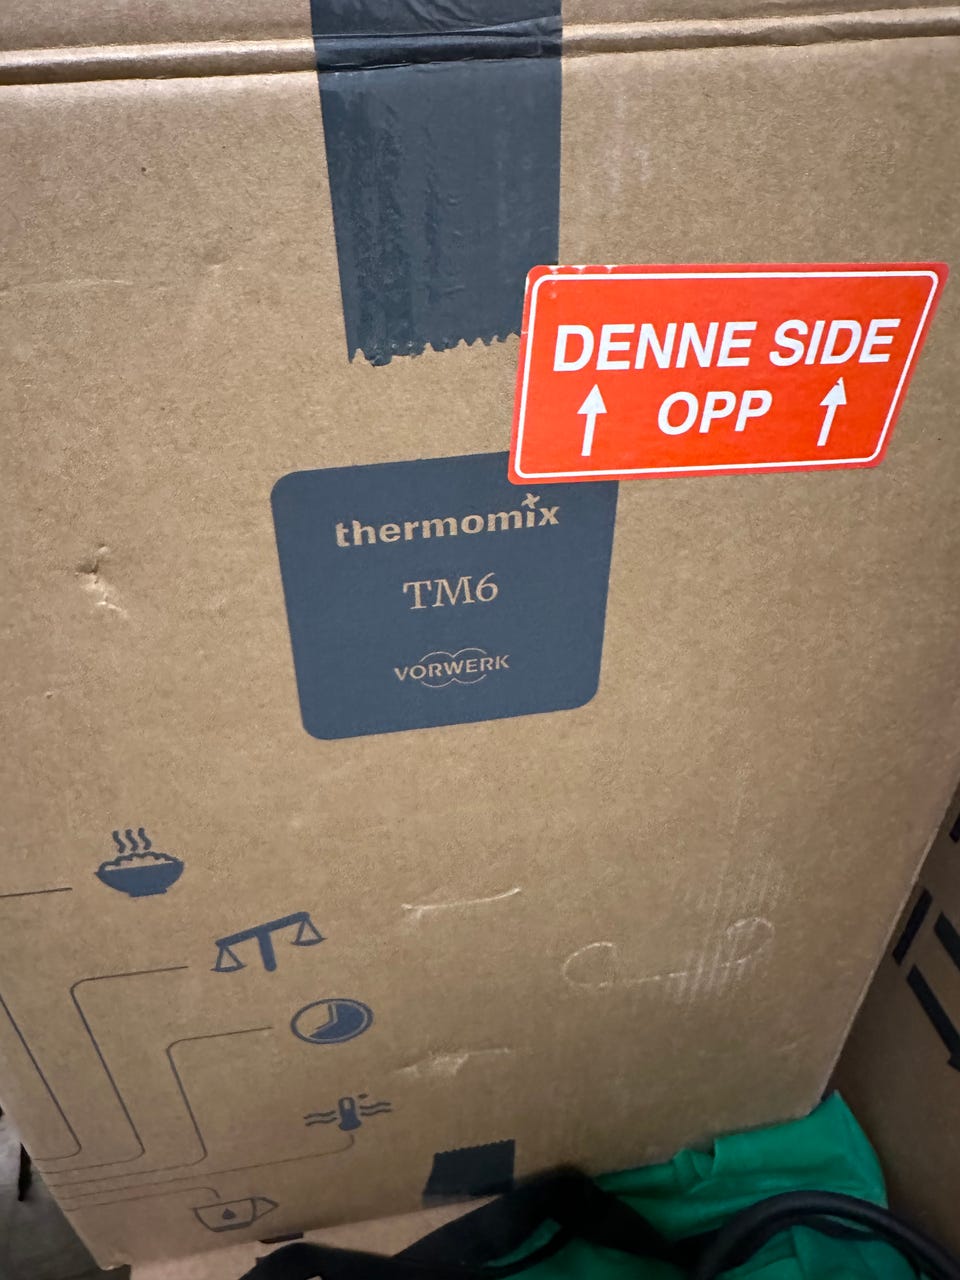 DENNE SIDE
OPP
thermomix
TM6
VORWERK